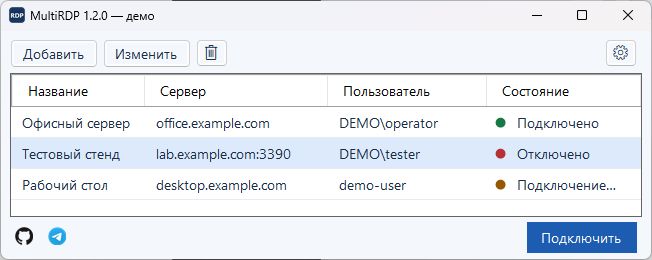 RDP MultiRDP 1.2.0 — демо
Добавить Изменить
Название Сервер Пользователь Состояние
Офисный сервер office.example.com DEMO\operator Подключено
Тестовый стенд lab.example.com:3390 DEMO\tester Отключено
Рабочий стол desktop.example.com demo-user Подключение...
Подключить